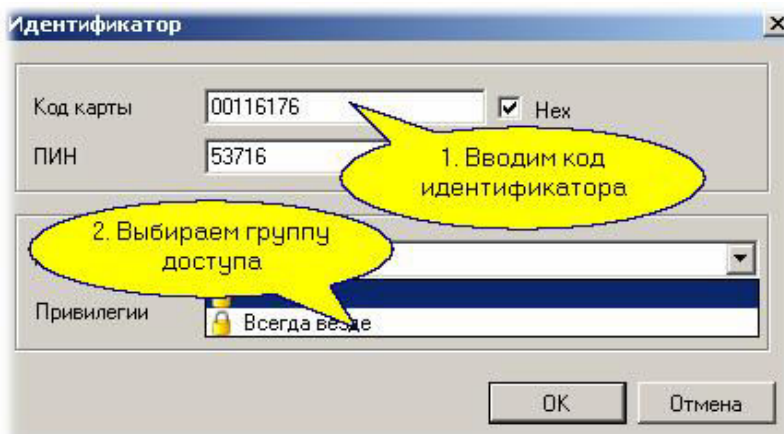 Идентификатор
Код карты 00116176 Hex
ПИН 53716
1. Вводим код
идентификатора
2. Выбираем группу
доступа
Привилегии
Всегда везде
OK Отмена